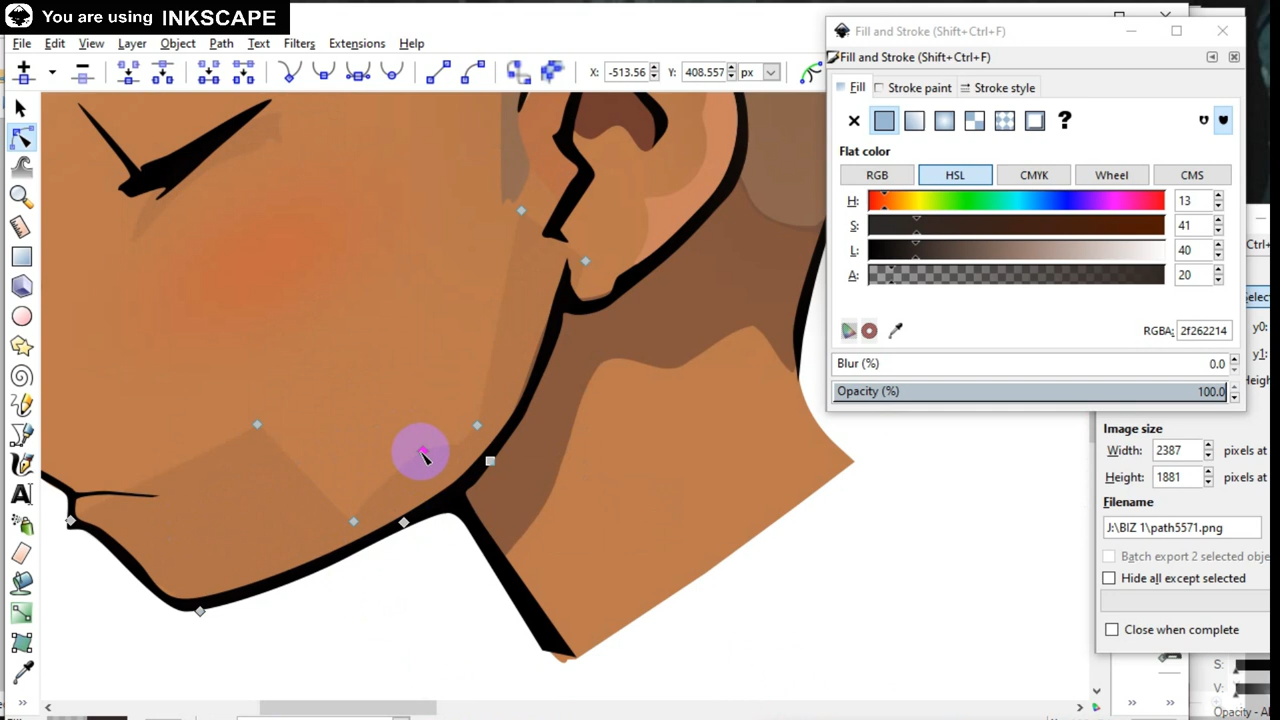 You are using INKSCAPE
File Edit View Layer Object Path Text Filters Extensions Help
X: -513.56 Y: 408.557 px
Fill and Stroke (Shift+Ctrl+F)
Fill and Stroke (Shift+Ctrl+F)
Fill Stroke paint Stroke style
Flat color
RGB HSL CMYK Wheel CMS
H: 13
S: 41
L: 40
A: 20
RGBA: 2f262214
Blur (%) 0.0
Opacity (%) 100.0
y0:
y1:
Image size
Width: 2387 pixels at
Height: 1881 pixels at
Filename
J:\BIZ 1\path5571.png
Batch export 2 selected obje
Hide all except selected
Close when complete
S:
V: